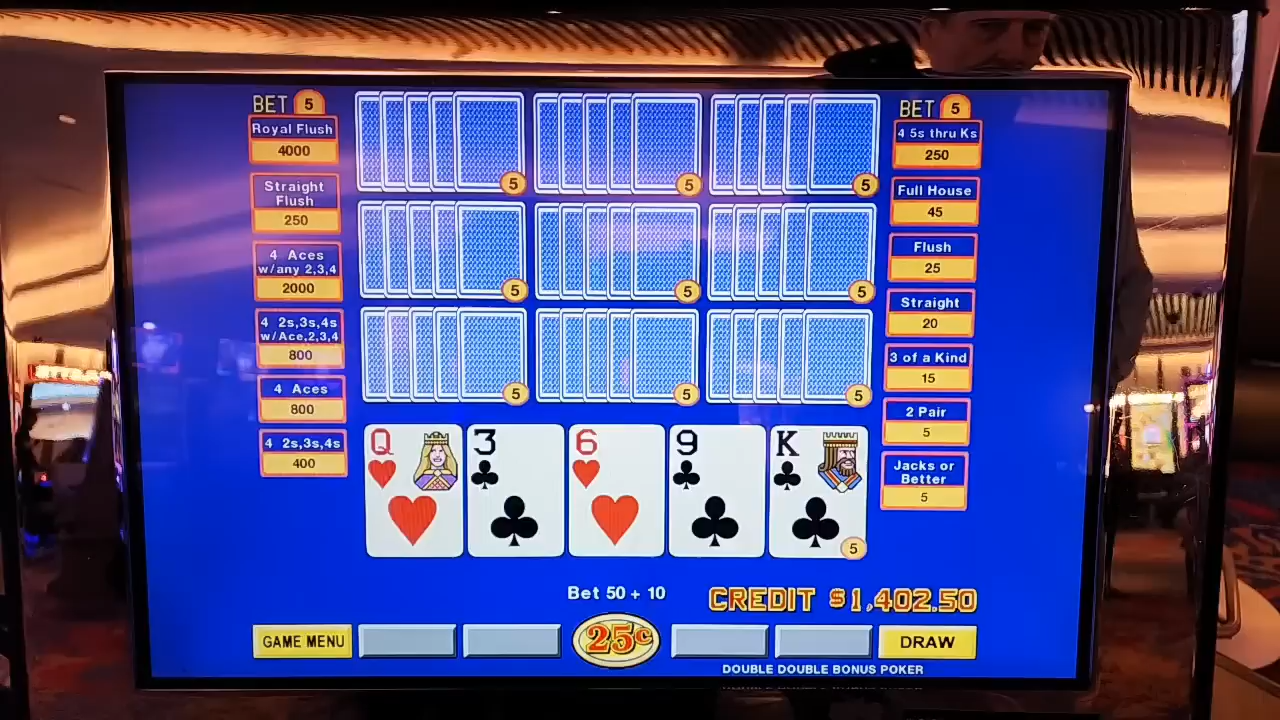 BET 5
Royal Flush
4000
Straight
Flush
250
4 Aces
w/any 2,3,4
2000
4 2s,3s,4s
w/Ace,2,3,4
800
4 Aces
800
4 2s,3s,4s
400
5
5
5
5
5
5
5
5
5
BET 5
4 5s thru Ks
250
Full House
45
Flush
25
Straight
20
3 of a Kind
15
2 Pair
5
Jacks or
Better
5
Q
3
6
9
K
5
Bet 50 + 10
CREDIT $1,402.50
GAME MENU
25¢
DRAW
DOUBLE DOUBLE BONUS POKER